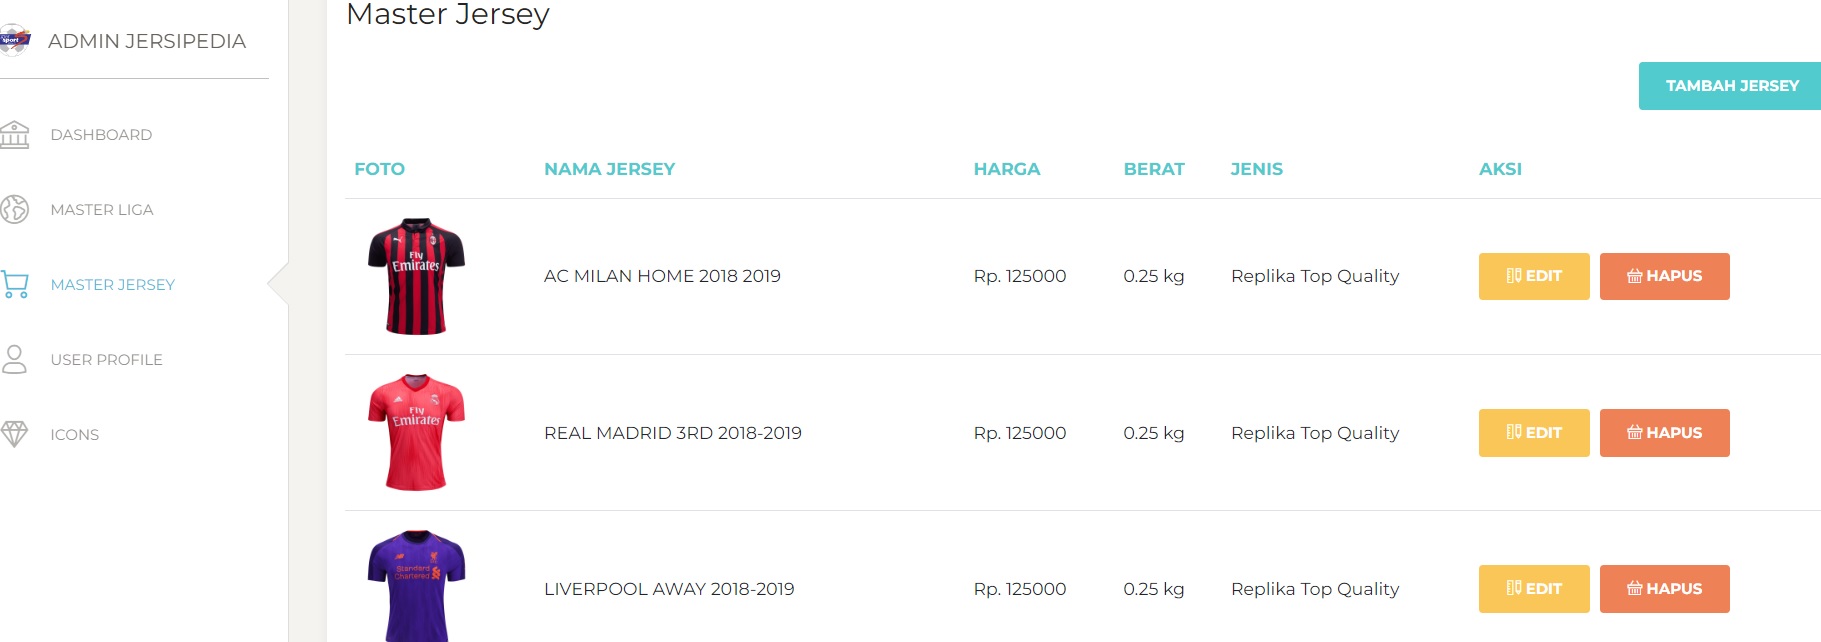 Master Jersey
sport
ADMIN JERSIPEDIA
TAMBAH JERSEY
DASHBOARD
MASTER LIGA
MASTER JERSEY
USER PROFILE
ICONS
FOTO NAMA JERSEY HARGA BERAT JENIS AKSI
Fly
Emirates
AC MILAN HOME 2018 2019 Rp. 125000 0.25 kg Replika Top Quality EDIT HAPUS
Fly
Emirates
REAL MADRID 3RD 2018-2019 Rp. 125000 0.25 kg Replika Top Quality EDIT HAPUS
Standard
Chartered
LIVERPOOL AWAY 2018-2019 Rp. 125000 0.25 kg Replika Top Quality EDIT HAPUS